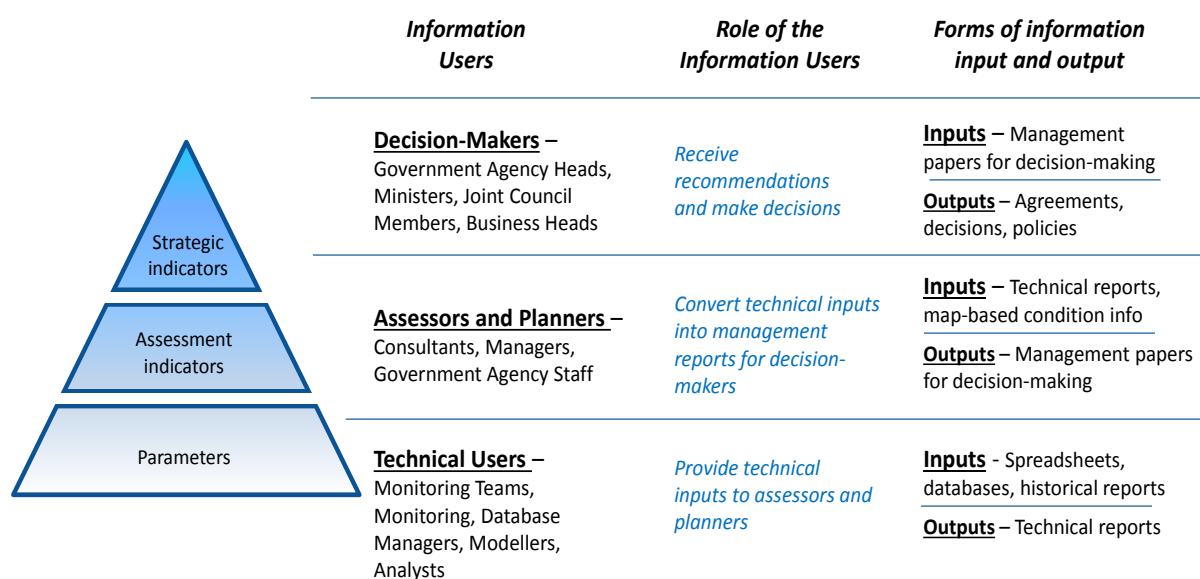 Information
Users
Role of the
Information Users
Forms of information
input and output
Strategic
indicators
Decision-Makers –
Government Agency Heads,
Ministers, Joint Council
Members, Business Heads
Receive
recommendations
and make decisions
Inputs – Management
papers for decision-making
Outputs – Agreements,
decisions, policies
Assessment
indicators
Assessors and Planners –
Consultants, Managers,
Government Agency Staff
Convert technical inputs
into management
reports for decision-
makers
Inputs – Technical reports,
map-based condition info
Outputs – Management papers
for decision-making
Parameters
Technical Users –
Monitoring Teams,
Monitoring, Database
Managers, Modellers,
Analysts
Provide technical
inputs to assessors and
planners
Inputs - Spreadsheets,
databases, historical reports
Outputs – Technical reports